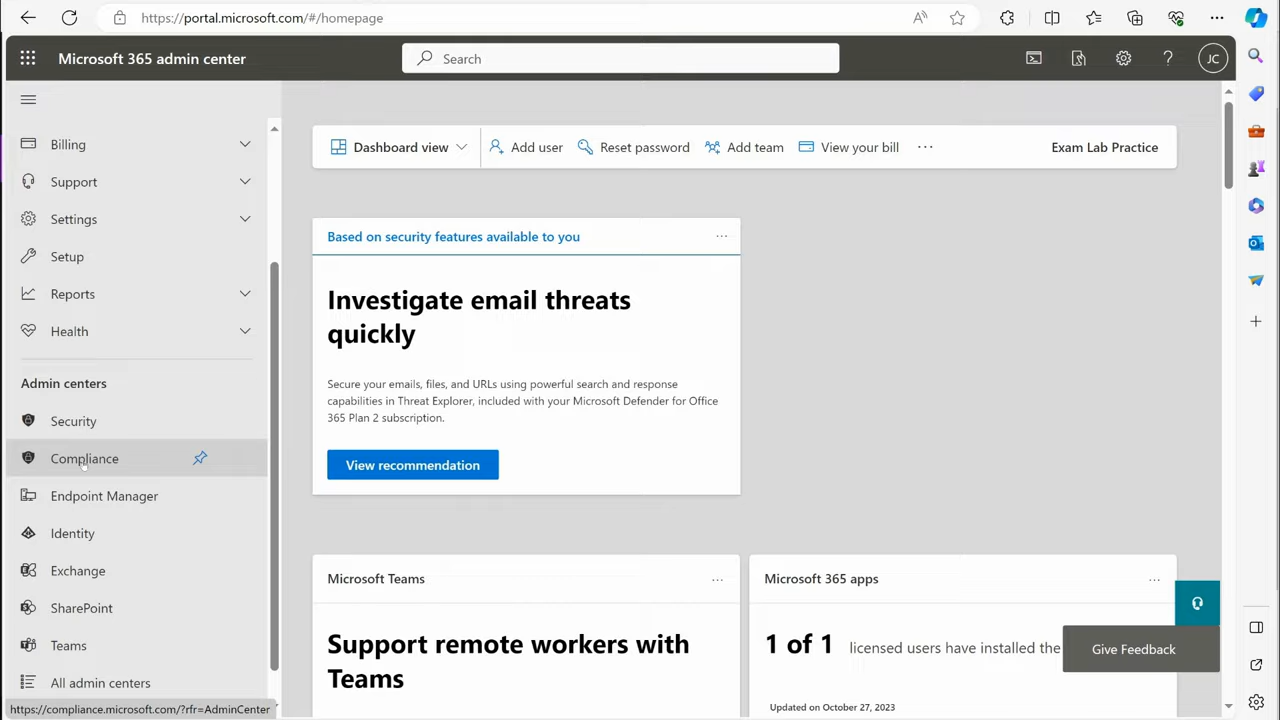 https://portal.microsoft.com/#/homepage
Microsoft 365 admin center
Search
JC
Billing
Support
Settings
Setup
Reports
Health
Admin centers
Security
Compliance
Endpoint Manager
Identity
Exchange
SharePoint
Teams
All admin centers
https://compliance.microsoft.com/?rfr=AdminCenter
Dashboard view
Add user
Reset password
Add team
View your bill
Exam Lab Practice
Based on security features available to you
Investigate email threats
quickly
Secure your emails, files, and URLs using powerful search and response
capabilities in Threat Explorer, included with your Microsoft Defender for Office
365 Plan 2 subscription.
View recommendation
Microsoft Teams
Support remote workers with
Teams
Microsoft 365 apps
1 of 1 licensed users have installed the
Updated on October 27, 2023
Give Feedback